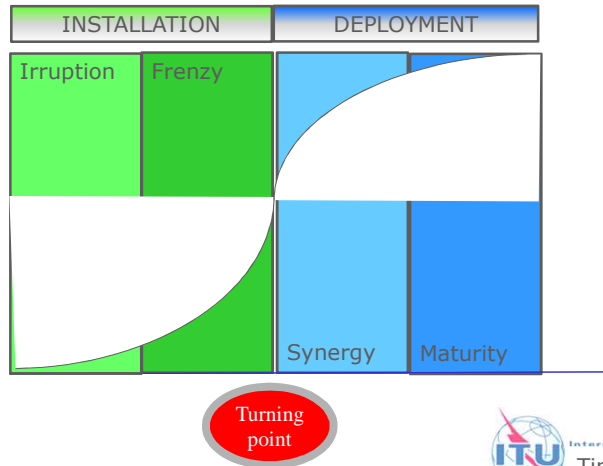 INSTALLATION DEPLOYMENT
Irruption Frenzy
Synergy Maturity
Turning
point
ITU